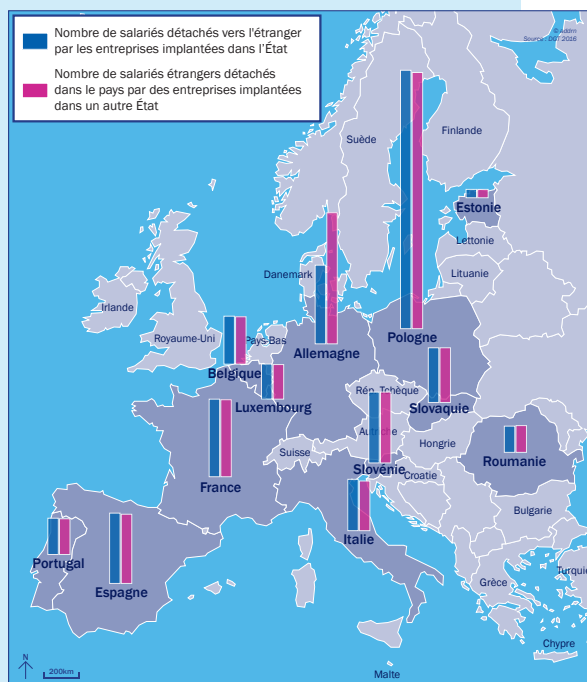 Nombre de salariés détachés vers l'étranger
par les entreprises implantées dans l'État
Nombre de salariés étrangers détachés
dans le pays par des entreprises implantées
dans un autre État
© addrn
Source : DGT 2016
Suède
Finlande
Estonie
Lettonie
Danemark
Lituanie
Irlande
Royaume-Uni
Pays-Bas
Allemagne
Pologne
Belgique
Rép. Tchèque
Luxembourg
Slovaquie
Autriche
Hongrie
Suisse
Slovénie
Roumanie
Croatie
France
Bulgarie
Italie
Portugal
Espagne
Turquie
Grèce
Chypre
Malte
N
200km